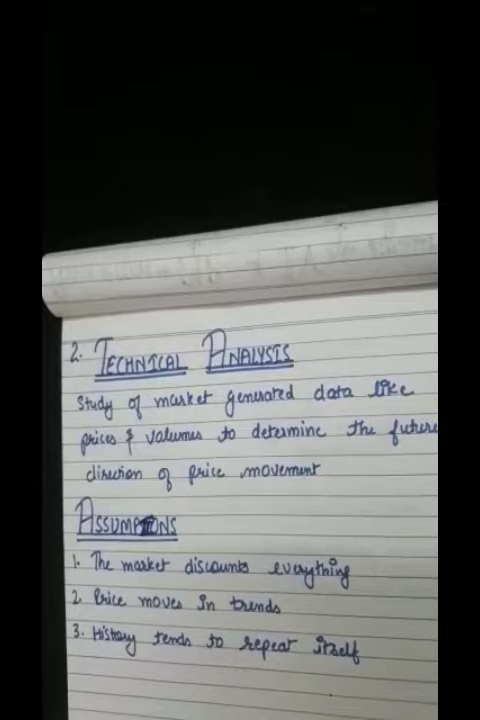 2. TECHNICAL ANALYSIS
Study of market generated data like
prices & volumes to determine the future
direction of price movement
ASSUMPTIONS
1. The market discounts everything
2. Price moves in trends
3. History tends to repeat itself